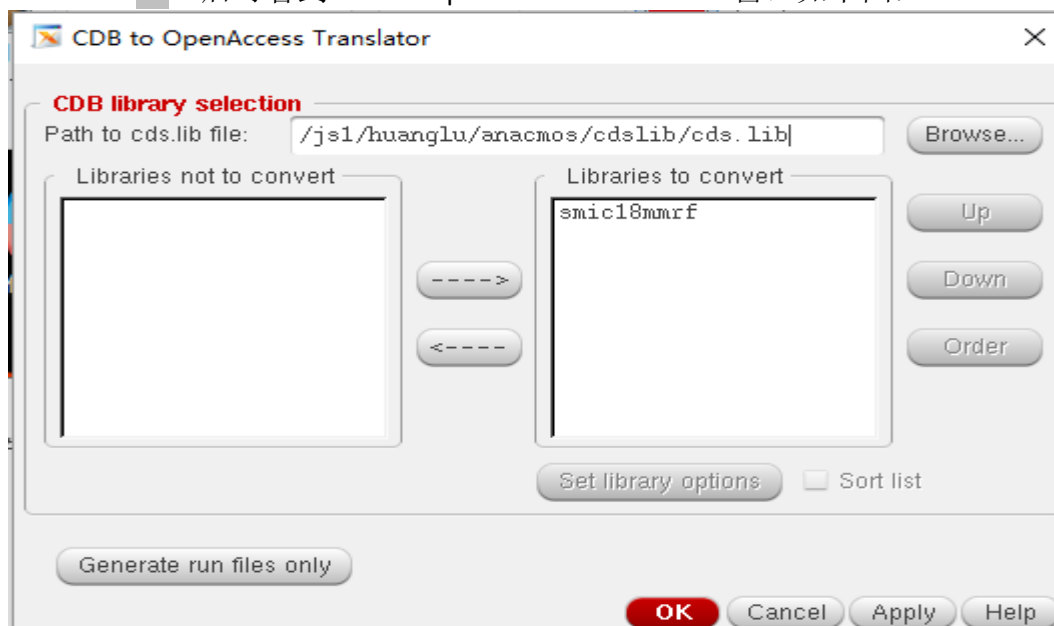 CDB to OpenAccess Translator
CDB library selection
Path to cds.lib file: /js1/huanglu/anacmos/cdslib/cds.lib Browse...
Libraries not to convert Libraries to convert
smic18mmrf
Up
----> Down
<---- Order
Set library options Sort list
Generate run files only
OK Cancel Apply Help